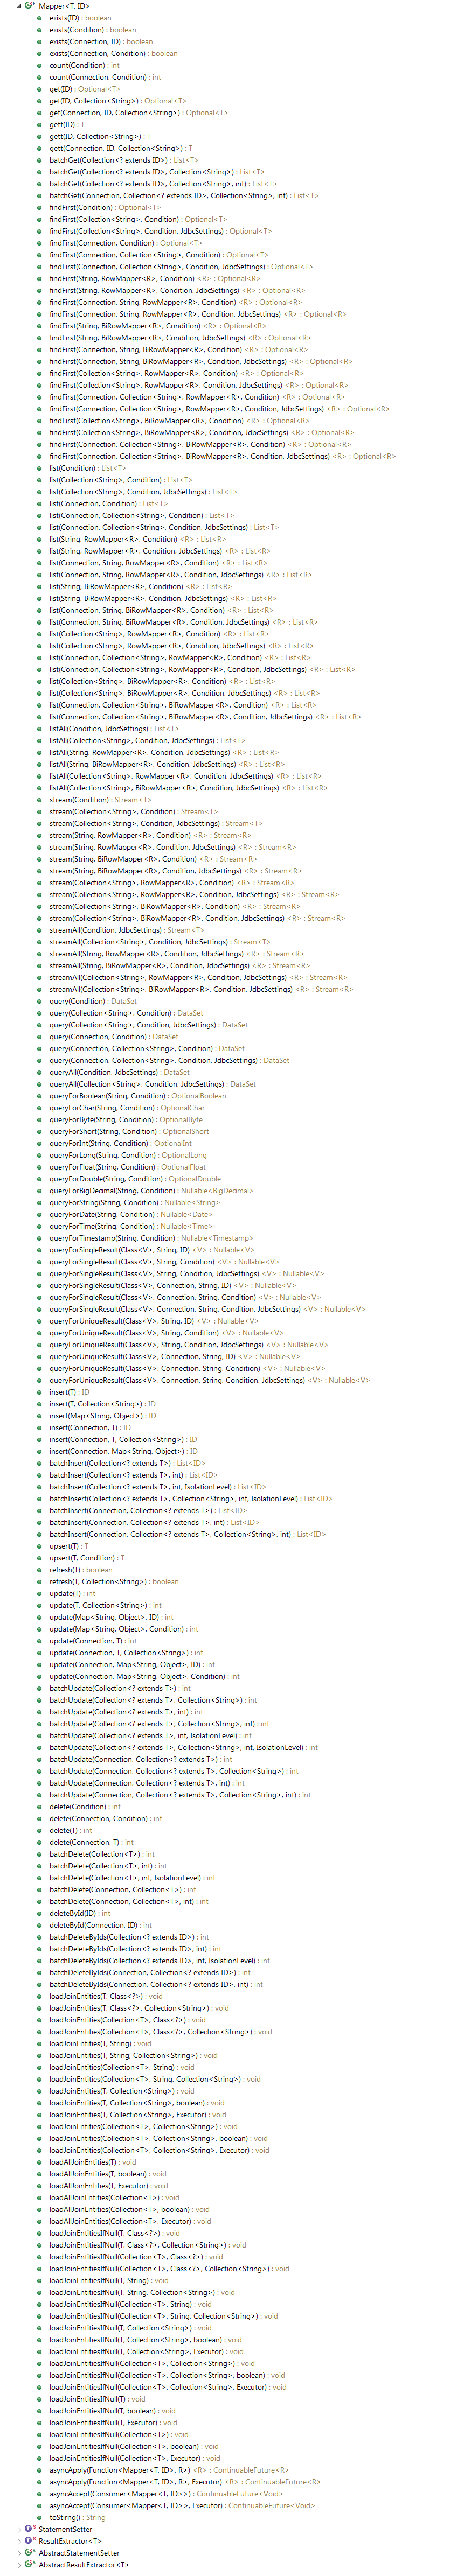 Mapper<T, ID>
exists(ID) : boolean
exists(Condition) : boolean
exists(Connection, ID) : boolean
exists(Connection, Condition) : boolean
count(Condition) : int
count(Connection, Condition) : int
get(ID) : Optional<T>
get(ID, Collection<String>) : Optional<T>
get(Connection, ID, Collection<String>) : Optional<T>
gett(ID) : T
gett(ID, Collection<String>) : T
gett(Connection, ID, Collection<String>) : T
batchGet(Collection<? extends ID>) : List<T>
batchGet(Collection<? extends ID>, Collection<String>) : List<T>
batchGet(Collection<? extends ID>, Collection<String>, int) : List<T>
batchGet(Connection, Collection<? extends ID>, Collection<String>, int) : List<T>
findFirst(Condition) : Optional<T>
findFirst(Collection<String>, Condition) : Optional<T>
findFirst(Collection<String>, Condition, JdbcSettings) : Optional<T>
findFirst(Connection, Condition) : Optional<T>
findFirst(Connection, Collection<String>, Condition) : Optional<T>
findFirst(Connection, Collection<String>, Condition, JdbcSettings) : Optional<T>
findFirst(String, RowMapper<R>, Condition) <R> : Optional<R>
findFirst(String, RowMapper<R>, Condition, JdbcSettings) <R> : Optional<R>
findFirst(Connection, String, RowMapper<R>, Condition) <R> : Optional<R>
findFirst(Connection, String, RowMapper<R>, Condition, JdbcSettings) <R> : Optional<R>
findFirst(String, BiRowMapper<R>, Condition) <R> : Optional<R>
findFirst(String, BiRowMapper<R>, Condition, JdbcSettings) <R> : Optional<R>
findFirst(Connection, String, BiRowMapper<R>, Condition) <R> : Optional<R>
findFirst(Connection, String, BiRowMapper<R>, Condition, JdbcSettings) <R> : Optional<R>
findFirst(Collection<String>, RowMapper<R>, Condition) <R> : Optional<R>
findFirst(Collection<String>, RowMapper<R>, Condition, JdbcSettings) <R> : Optional<R>
findFirst(Connection, Collection<String>, RowMapper<R>, Condition) <R> : Optional<R>
findFirst(Connection, Collection<String>, RowMapper<R>, Condition, JdbcSettings) <R> : Optional<R>
findFirst(Collection<String>, BiRowMapper<R>, Condition) <R> : Optional<R>
findFirst(Collection<String>, BiRowMapper<R>, Condition, JdbcSettings) <R> : Optional<R>
findFirst(Connection, Collection<String>, BiRowMapper<R>, Condition) <R> : Optional<R>
findFirst(Connection, Collection<String>, BiRowMapper<R>, Condition, JdbcSettings) <R> : Optional<R>
list(Condition) : List<T>
list(Collection<String>, Condition) : List<T>
list(Collection<String>, Condition, JdbcSettings) : List<T>
list(Connection, Condition) : List<T>
list(Connection, Collection<String>, Condition) : List<T>
list(Connection, Collection<String>, Condition, JdbcSettings) : List<T>
list(String, RowMapper<R>, Condition) <R> : List<R>
list(String, RowMapper<R>, Condition, JdbcSettings) <R> : List<R>
list(Connection, String, RowMapper<R>, Condition) <R> : List<R>
list(Connection, String, RowMapper<R>, Condition, JdbcSettings) <R> : List<R>
list(String, BiRowMapper<R>, Condition) <R> : List<R>
list(String, BiRowMapper<R>, Condition, JdbcSettings) <R> : List<R>
list(Connection, String, BiRowMapper<R>, Condition) <R> : List<R>
list(Connection, String, BiRowMapper<R>, Condition, JdbcSettings) <R> : List<R>
list(Collection<String>, RowMapper<R>, Condition) <R> : List<R>
list(Collection<String>, RowMapper<R>, Condition, JdbcSettings) <R> : List<R>
list(Connection, Collection<String>, RowMapper<R>, Condition) <R> : List<R>
list(Connection, Collection<String>, RowMapper<R>, Condition, JdbcSettings) <R> : List<R>
list(Collection<String>, BiRowMapper<R>, Condition) <R> : List<R>
list(Collection<String>, BiRowMapper<R>, Condition, JdbcSettings) <R> : List<R>
list(Connection, Collection<String>, BiRowMapper<R>, Condition) <R> : List<R>
list(Connection, Collection<String>, BiRowMapper<R>, Condition, JdbcSettings) <R> : List<R>
listAll(Condition, JdbcSettings) : List<T>
listAll(Collection<String>, Condition, JdbcSettings) : List<T>
listAll(String, RowMapper<R>, Condition, JdbcSettings) <R> : List<R>
listAll(String, BiRowMapper<R>, Condition, JdbcSettings) <R> : List<R>
listAll(Collection<String>, RowMapper<R>, Condition, JdbcSettings) <R> : List<R>
listAll(Collection<String>, BiRowMapper<R>, Condition, JdbcSettings) <R> : List<R>
stream(Condition) : Stream<T>
stream(Collection<String>, Condition) : Stream<T>
stream(Collection<String>, Condition, JdbcSettings) : Stream<T>
stream(String, RowMapper<R>, Condition) <R> : Stream<R>
stream(String, RowMapper<R>, Condition, JdbcSettings) <R> : Stream<R>
stream(String, BiRowMapper<R>, Condition) <R> : Stream<R>
stream(String, BiRowMapper<R>, Condition, JdbcSettings) <R> : Stream<R>
stream(Collection<String>, RowMapper<R>, Condition) <R> : Stream<R>
stream(Collection<String>, RowMapper<R>, Condition, JdbcSettings) <R> : Stream<R>
stream(Collection<String>, BiRowMapper<R>, Condition) <R> : Stream<R>
stream(Collection<String>, BiRowMapper<R>, Condition, JdbcSettings) <R> : Stream<R>
streamAll(Condition, JdbcSettings) : Stream<T>
streamAll(Collection<String>, Condition, JdbcSettings) : Stream<T>
streamAll(String, RowMapper<R>, Condition, JdbcSettings) <R> : Stream<R>
streamAll(String, BiRowMapper<R>, Condition, JdbcSettings) <R> : Stream<R>
streamAll(Collection<String>, RowMapper<R>, Condition, JdbcSettings) <R> : Stream<R>
streamAll(Collection<String>, BiRowMapper<R>, Condition, JdbcSettings) <R> : Stream<R>
query(Condition) : DataSet
query(Collection<String>, Condition) : DataSet
query(Collection<String>, Condition, JdbcSettings) : DataSet
query(Connection, Condition) : DataSet
query(Connection, Collection<String>, Condition) : DataSet
query(Connection, Collection<String>, Condition, JdbcSettings) : DataSet
queryAll(Condition, JdbcSettings) : DataSet
queryAll(Collection<String>, Condition, JdbcSettings) : DataSet
queryForBoolean(String, Condition) : OptionalBoolean
queryForChar(String, Condition) : OptionalChar
queryForByte(String, Condition) : OptionalByte
queryForShort(String, Condition) : OptionalShort
queryForInt(String, Condition) : OptionalInt
queryForLong(String, Condition) : OptionalLong
queryForFloat(String, Condition) : OptionalFloat
queryForDouble(String, Condition) : OptionalDouble
queryForBigDecimal(String, Condition) : Nullable<BigDecimal>
queryForString(String, Condition) : Nullable<String>
queryForDate(String, Condition) : Nullable<Date>
queryForTime(String, Condition) : Nullable<Time>
queryForTimestamp(String, Condition) : Nullable<Timestamp>
queryForSingleResult(Class<V>, String, ID) <V> : Nullable<V>
queryForSingleResult(Class<V>, String, Condition) <V> : Nullable<V>
queryForSingleResult(Class<V>, String, Condition, JdbcSettings) <V> : Nullable<V>
queryForSingleResult(Class<V>, Connection, String, ID) <V> : Nullable<V>
queryForSingleResult(Class<V>, Connection, String, Condition) <V> : Nullable<V>
queryForSingleResult(Class<V>, Connection, String, Condition, JdbcSettings) <V> : Nullable<V>
queryForUniqueResult(Class<V>, String, ID) <V> : Nullable<V>
queryForUniqueResult(Class<V>, String, Condition) <V> : Nullable<V>
queryForUniqueResult(Class<V>, String, Condition, JdbcSettings) <V> : Nullable<V>
queryForUniqueResult(Class<V>, Connection, String, ID) <V> : Nullable<V>
queryForUniqueResult(Class<V>, Connection, String, Condition) <V> : Nullable<V>
queryForUniqueResult(Class<V>, Connection, String, Condition, JdbcSettings) <V> : Nullable<V>
insert(T) : ID
insert(T, Collection<String>) : ID
insert(Map<String, Object>) : ID
insert(Connection, T) : ID
insert(Connection, T, Collection<String>) : ID
insert(Connection, Map<String, Object>) : ID
batchInsert(Collection<? extends T>) : List<ID>
batchInsert(Collection<? extends T>, int) : List<ID>
batchInsert(Collection<? extends T>, int, IsolationLevel) : List<ID>
batchInsert(Collection<? extends T>, Collection<String>, int, IsolationLevel) : List<ID>
batchInsert(Connection, Collection<? extends T>) : List<ID>
batchInsert(Connection, Collection<? extends T>, int) : List<ID>
batchInsert(Connection, Collection<? extends T>, Collection<String>, int) : List<ID>
upsert(T) : T
upsert(T, Condition) : T
refresh(T) : boolean
refresh(T, Collection<String>) : boolean
update(T) : int
update(T, Collection<String>) : int
update(Map<String, Object>, ID) : int
update(Map<String, Object>, Condition) : int
update(Connection, T) : int
update(Connection, T, Collection<String>) : int
update(Connection, Map<String, Object>, ID) : int
update(Connection, Map<String, Object>, Condition) : int
batchUpdate(Collection<? extends T>) : int
batchUpdate(Collection<? extends T>, Collection<String>) : int
batchUpdate(Collection<? extends T>, int) : int
batchUpdate(Collection<? extends T>, Collection<String>, int) : int
batchUpdate(Collection<? extends T>, int, IsolationLevel) : int
batchUpdate(Collection<? extends T>, Collection<String>, int, IsolationLevel) : int
batchUpdate(Connection, Collection<? extends T>) : int
batchUpdate(Connection, Collection<? extends T>, Collection<String>) : int
batchUpdate(Connection, Collection<? extends T>, int) : int
batchUpdate(Connection, Collection<? extends T>, Collection<String>, int) : int
delete(Condition) : int
delete(Connection, Condition) : int
delete(T) : int
delete(Connection, T) : int
batchDelete(Collection<T>) : int
batchDelete(Collection<T>, int) : int
batchDelete(Collection<T>, int, IsolationLevel) : int
batchDelete(Connection, Collection<T>) : int
batchDelete(Connection, Collection<T>, int) : int
deleteById(ID) : int
deleteById(Connection, ID) : int
batchDeleteByIds(Collection<? extends ID>) : int
batchDeleteByIds(Collection<? extends ID>, int) : int
batchDeleteByIds(Collection<? extends ID>, int, IsolationLevel) : int
batchDeleteByIds(Connection, Collection<? extends ID>) : int
batchDeleteByIds(Connection, Collection<? extends ID>, int) : int
loadJoinEntities(T, Class<?>) : void
loadJoinEntities(T, Class<?>, Collection<String>) : void
loadJoinEntities(Collection<T>, Class<?>) : void
loadJoinEntities(Collection<T>, Class<?>, Collection<String>) : void
loadJoinEntities(T, String) : void
loadJoinEntities(T, String, Collection<String>) : void
loadJoinEntities(Collection<T>, String) : void
loadJoinEntities(Collection<T>, String, Collection<String>) : void
loadJoinEntities(T, Collection<String>) : void
loadJoinEntities(T, Collection<String>, boolean) : void
loadJoinEntities(T, Collection<String>, Executor) : void
loadJoinEntities(Collection<T>, Collection<String>) : void
loadJoinEntities(Collection<T>, Collection<String>, boolean) : void
loadJoinEntities(Collection<T>, Collection<String>, Executor) : void
loadAllJoinEntities(T) : void
loadAllJoinEntities(T, boolean) : void
loadAllJoinEntities(T, Executor) : void
loadAllJoinEntities(Collection<T>) : void
loadAllJoinEntities(Collection<T>, boolean) : void
loadAllJoinEntities(Collection<T>, Executor) : void
loadJoinEntitiesIfNull(T, Class<?>) : void
loadJoinEntitiesIfNull(T, Class<?>, Collection<String>) : void
loadJoinEntitiesIfNull(Collection<T>, Class<?>) : void
loadJoinEntitiesIfNull(Collection<T>, Class<?>, Collection<String>) : void
loadJoinEntitiesIfNull(T, String) : void
loadJoinEntitiesIfNull(T, String, Collection<String>) : void
loadJoinEntitiesIfNull(Collection<T>, String) : void
loadJoinEntitiesIfNull(Collection<T>, String, Collection<String>) : void
loadJoinEntitiesIfNull(T, Collection<String>) : void
loadJoinEntitiesIfNull(T, Collection<String>, boolean) : void
loadJoinEntitiesIfNull(T, Collection<String>, Executor) : void
loadJoinEntitiesIfNull(Collection<T>, Collection<String>) : void
loadJoinEntitiesIfNull(Collection<T>, Collection<String>, boolean) : void
loadJoinEntitiesIfNull(Collection<T>, Collection<String>, Executor) : void
loadJoinEntitiesIfNull(T) : void
loadJoinEntitiesIfNull(T, boolean) : void
loadJoinEntitiesIfNull(T, Executor) : void
loadJoinEntitiesIfNull(Collection<T>) : void
loadJoinEntitiesIfNull(Collection<T>, boolean) : void
loadJoinEntitiesIfNull(Collection<T>, Executor) : void
asyncApply(Function<Mapper<T, ID>, R>) <R> : ContinuableFuture<R>
asyncApply(Function<Mapper<T, ID>, R>, Executor) <R> : ContinuableFuture<R>
asyncAccept(Consumer<Mapper<T, ID>>) : ContinuableFuture<Void>
asyncAccept(Consumer<Mapper<T, ID>>, Executor) : ContinuableFuture<Void>
toStirng() : String
StatementSetter
ResultExtractor<T>
AbstractStatementSetter
AbstractResultExtractor<T>